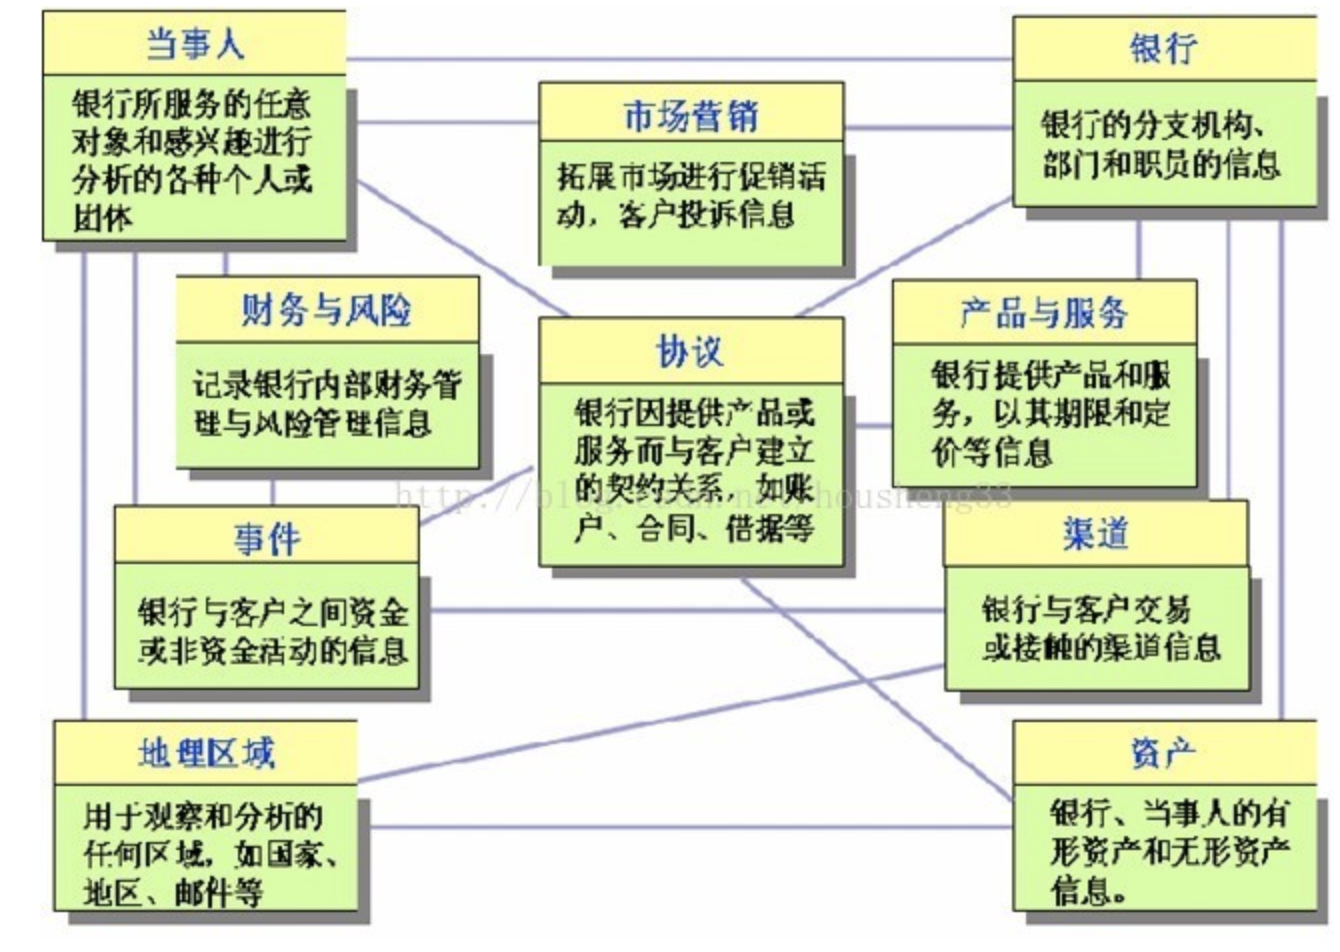 当事人
银行所服务的任意
对象和感兴趣进行
分析的各种个人或
团体
市场营销
拓展市场进行促销活
动，客户投诉信息
银行
银行的分支机构、
部门和职员的信息
财务与风险
记录银行内部财务管
理与风险管理信息
协议
银行因提供产品或
服务而与客户建立
的契约关系，如账
户、合同、借据等
产品与服务
银行提供产品和服
务，以其期限和定
价等信息
http://blog.csdn.net/housheng33
事件
银行与客户之间资金
或非资金活动的信息
渠道
银行与客户交易
或接触的渠道信息
地理区域
用于观察和分析的
任何区域，如国家、
地区、邮件等
资产
银行、当事人的有
形资产和无形资产
信息。